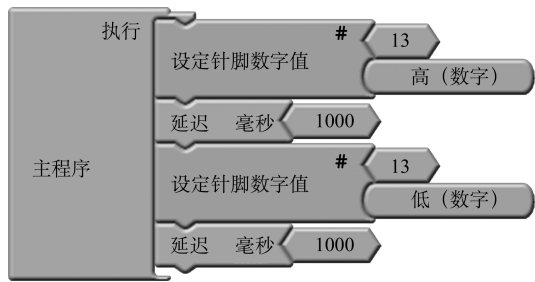 执行
主程序
设定针脚数字值 # 13
高（数字）
延迟 毫秒 1000
设定针脚数字值 # 13
低（数字）
延迟 毫秒 1000